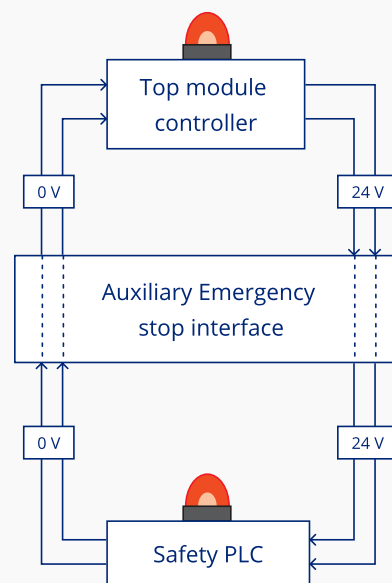 Top module
controller
0 V
24 V
Auxiliary Emergency
stop interface
0 V
24 V
Safety PLC